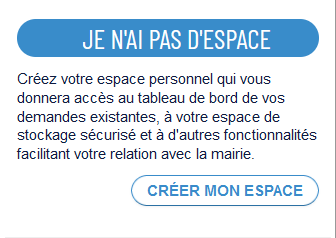 JE N'AI PAS D'ESPACE
Créez votre espace personnel qui vous
donnera accès au tableau de bord de vos
demandes existantes, à votre espace de
stockage sécurisé et à d'autres fonctionnalités
facilitant votre relation avec la mairie.
CRÉER MON ESPACE